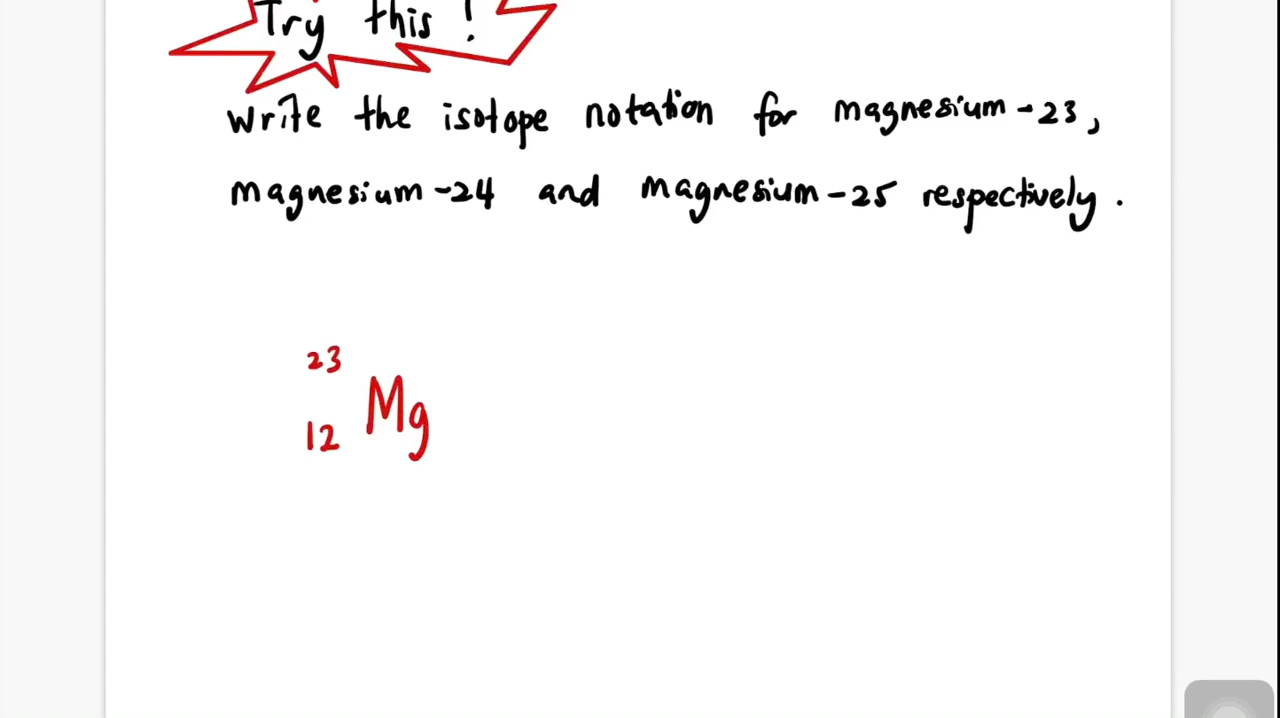 Try this !
Write the isotope notation for magnesium-23,
magnesium-24 and magnesium-25 respectively.
23
12 Mg